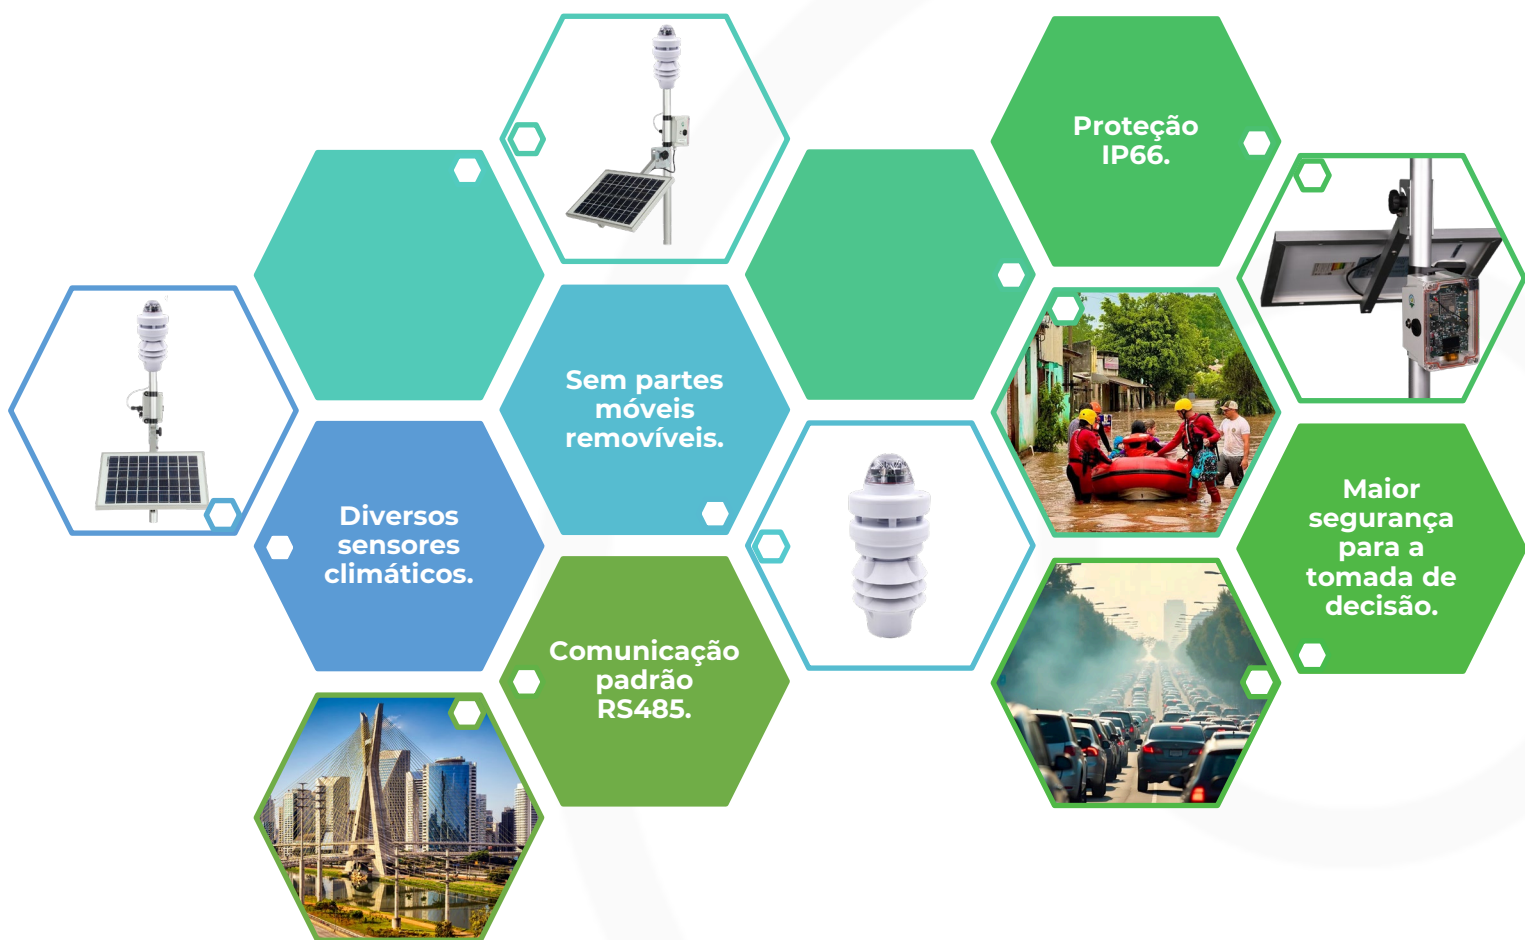 Proteção
IP66.
Sem partes
móveis
removíveis.
Diversos
sensores
climáticos.
Maior
segurança
para a
tomada de
decisão.
Comunicação
padrão
RS485.